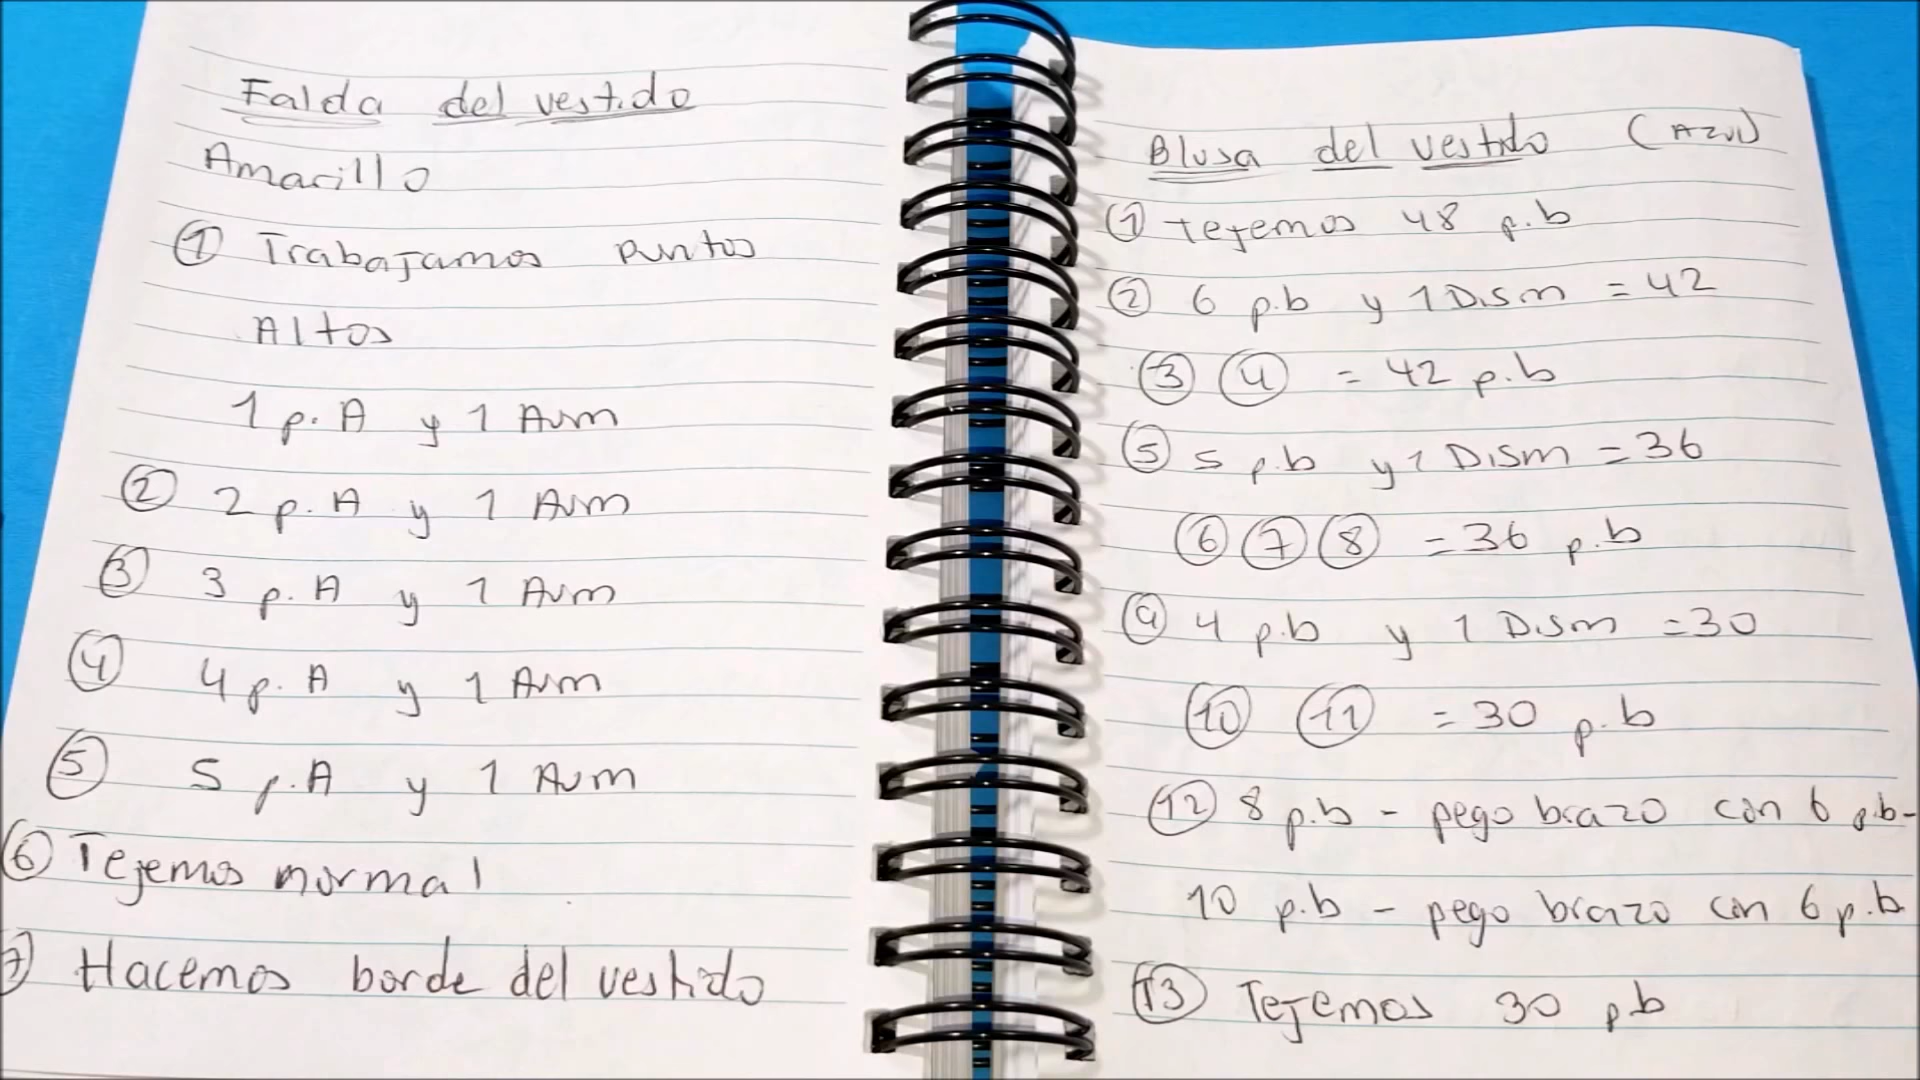 Falda del vestido
Amarillo
① Trabajamos puntos
Altos
1 p. A y 1 Aum
② 2 p. A y 1 Aum
③ 3 p. A y 1 Aum
④ 4 p. A y 1 Aum
⑤ 5 p. A y 1 Aum
⑥ Tejemos normal
⑦ Hacemos borde del vestido
Blusa del vestido (Azul)
① Tejemos 48 p.b
② 6 p.b y 1 Dism = 42
③ ④ = 42 p.b
⑤ 5 p.b y 1 Dism = 36
⑥ ⑦ ⑧ = 36 p.b
⑨ 4 p.b y 1 Dism = 30
⑩ ⑪ = 30 p.b
⑫ 8 p.b - pego brazo con 6 p.b-
10 p.b - pego brazo con 6 p.b
⑬ Tejemos 30 p.b